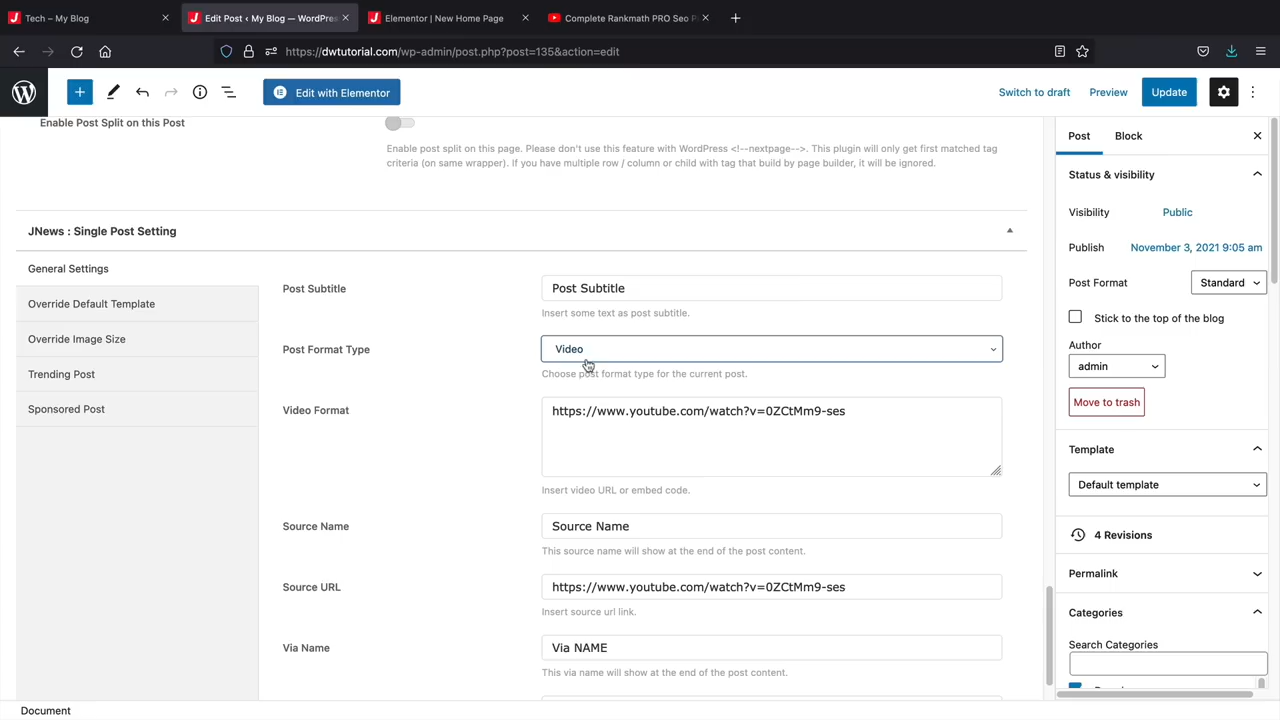 Tech – My Blog
Edit Post ‹ My Blog — WordPress
Elementor | New Home Page
Complete Rankmath PRO Seo P
https://dwtutorial.com/wp-admin/post.php?post=135&action=edit
Edit with Elementor
Switch to draft
Preview
Update
Enable Post Split on this Post
Enable post split on this page. Please don't use this feature with WordPress <!--nextpage-->. This plugin will only get first matched tag
criteria (on same wrapper). If you have multiple row / column or child with tag that build by page builder, it will be ignored.
JNews : Single Post Setting
General Settings
Override Default Template
Override Image Size
Trending Post
Sponsored Post
Post Subtitle
Post Subtitle
Insert some text as post subtitle.
Post Format Type
Video
Choose post format type for the current post.
Video Format
https://www.youtube.com/watch?v=0ZCtMm9-ses
Insert video URL or embed code.
Source Name
Source Name
This source name will show at the end of the post content.
Source URL
https://www.youtube.com/watch?v=0ZCtMm9-ses
Insert source url link.
Via Name
Via NAME
This via name will show at the end of the post content.
Post
Block
Status & visibility
Visibility
Public
Publish
November 3, 2021 9:05 am
Post Format
Standard
Stick to the top of the blog
Author
admin
Move to trash
Template
Default template
4 Revisions
Permalink
Categories
Search Categories
Document